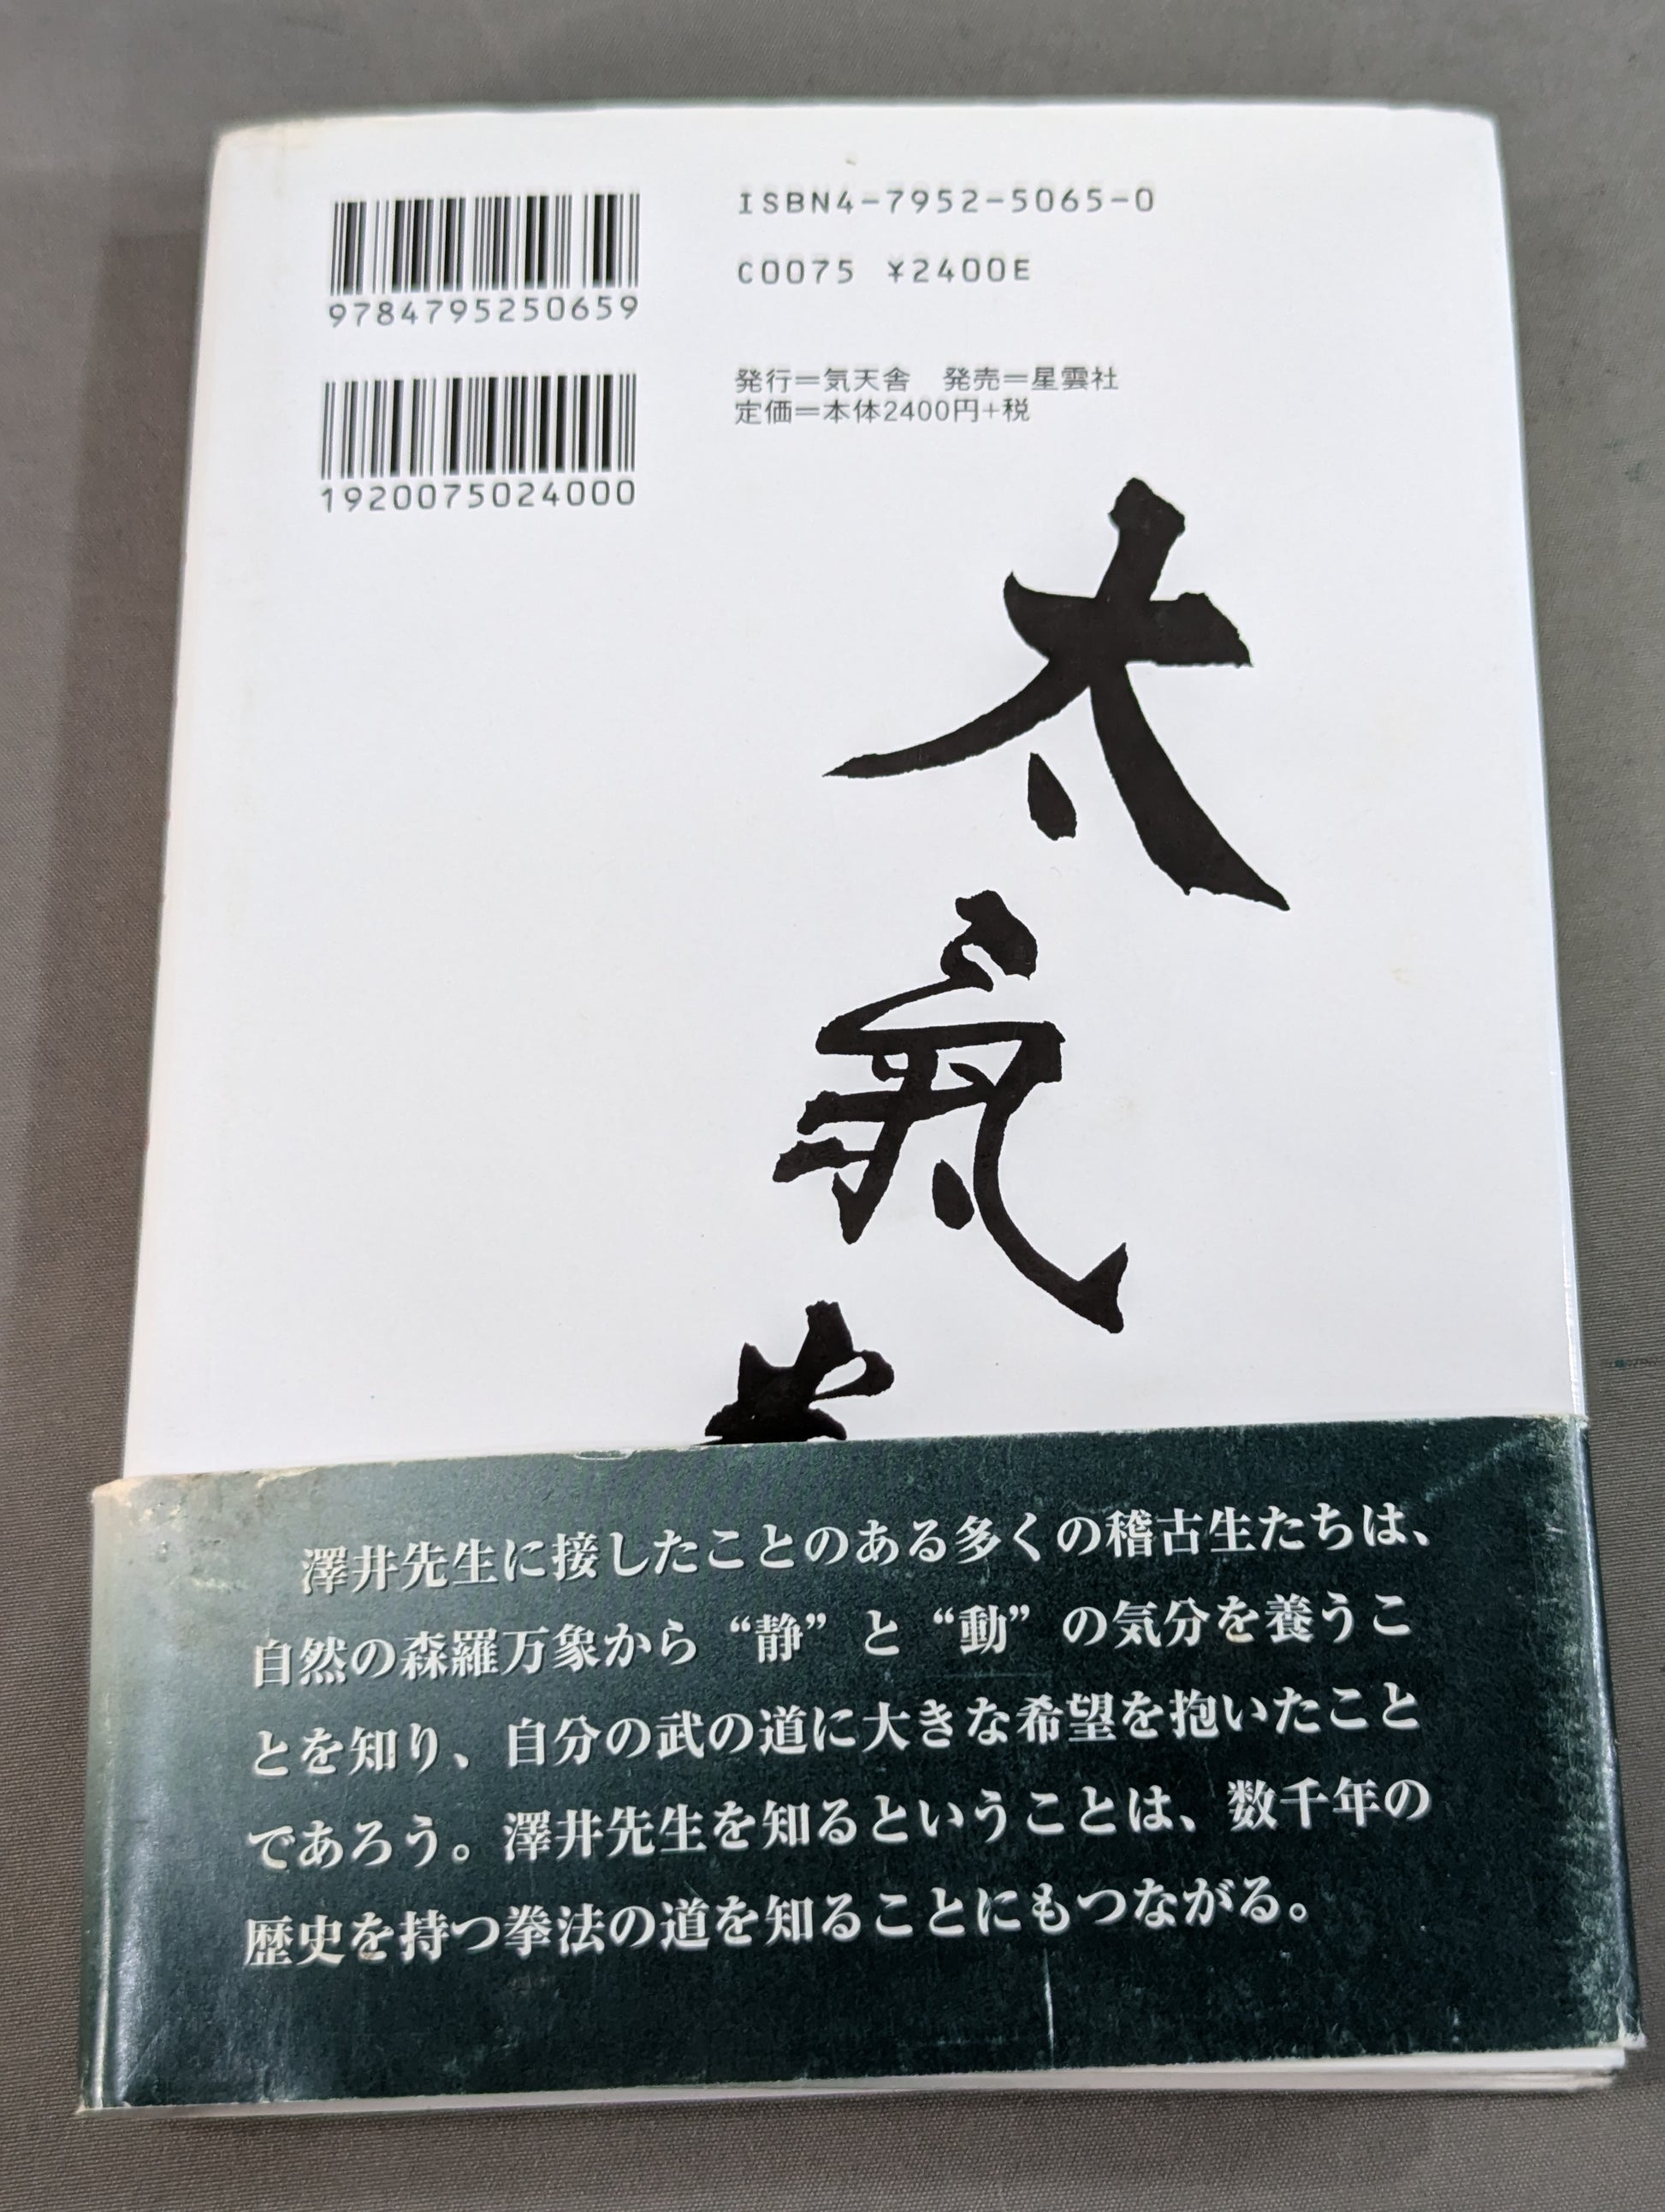 ISBN4-7952-5065-0
C0075 ¥2400E
9784795250659
発行＝気天舎　発売＝星雲社
定価＝本体2400円+税
1920075024000
太
氣
澤井先生に接したことのある多くの稽古生たちは、
自然の森羅万象から“静”と“動”の気分を養うこ
とを知り、自分の武の道に大きな希望を抱いたこと
であろう。澤井先生を知るということは、数千年の
歴史を持つ拳法の道を知ることにもつながる。